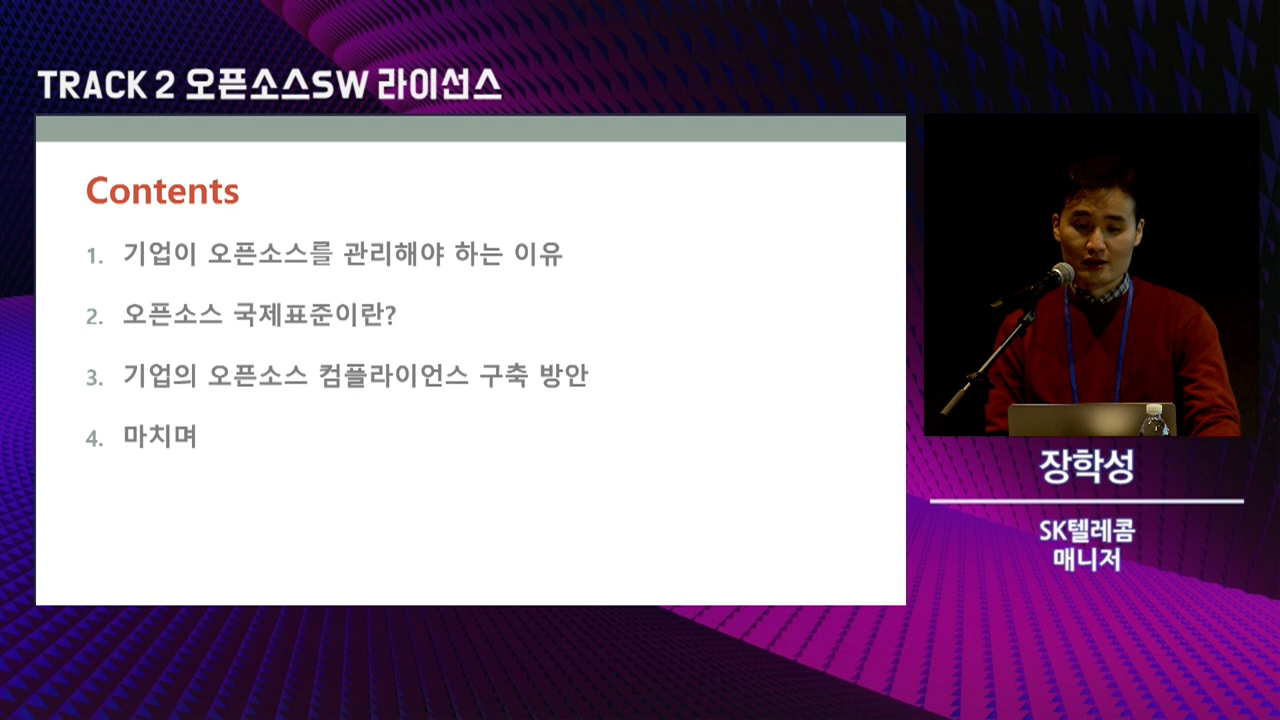 TRACK 2 오픈소스SW 라이선스
Contents
1. 기업이 오픈소스를 관리해야 하는 이유
2. 오픈소스 국제표준이란?
3. 기업의 오픈소스 컴플라이언스 구축 방안
4. 마치며
장학성
SK텔레콤
매니저